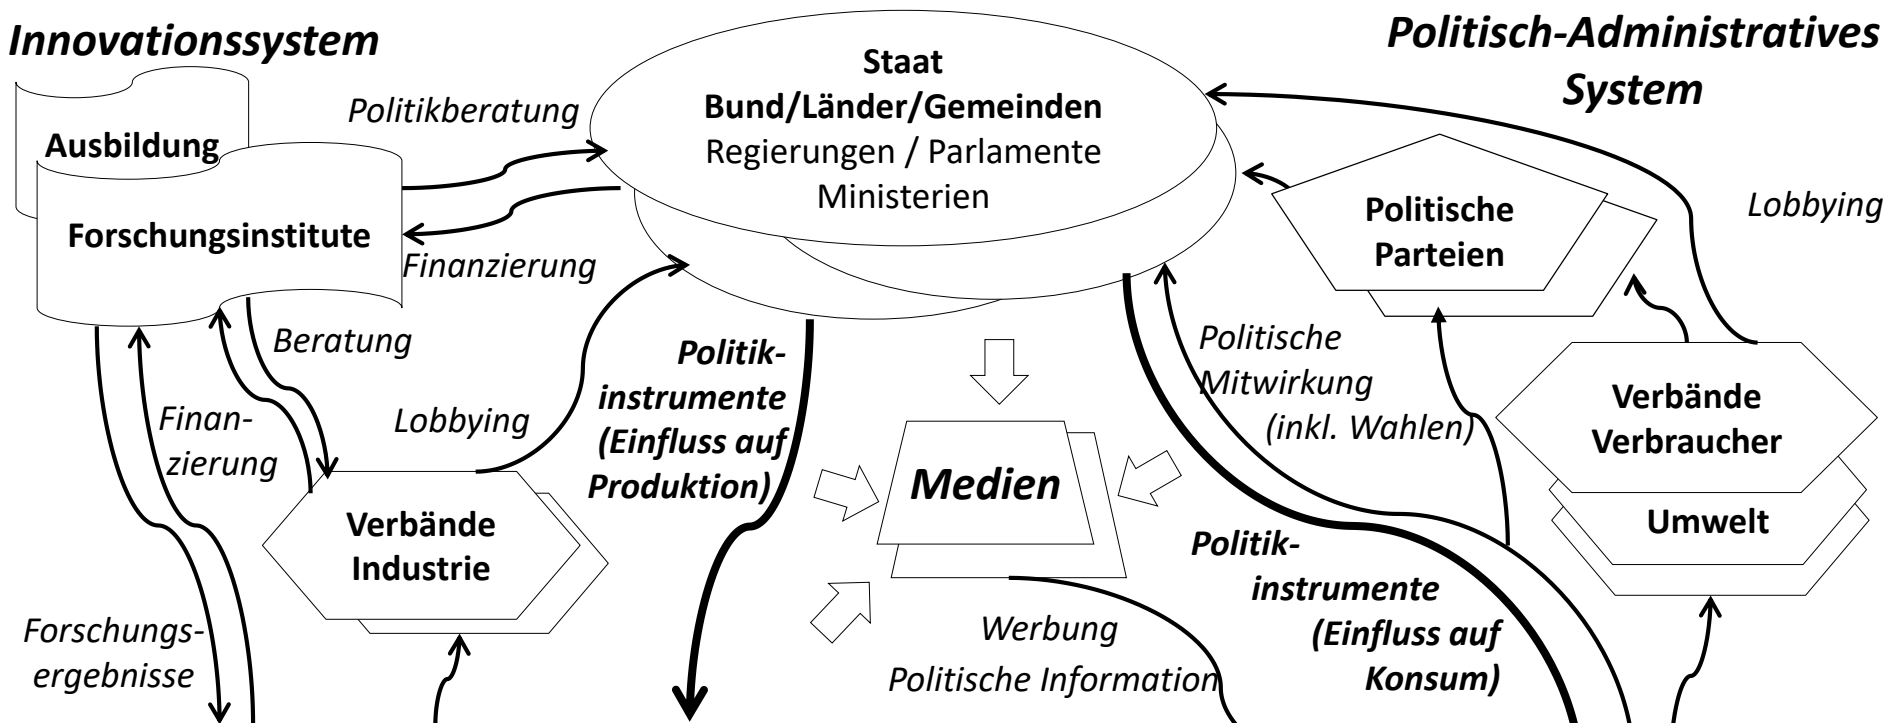 Innovationssystem
Politisch-Administratives
System
Staat
Bund/Länder/Gemeinden
Regierungen / Parlamente
Ministerien
Ausbildung
Forschungsinstitute
Politikberatung
Finanzierung
Beratung
Finan-
zierung
Lobbying
Verbände
Industrie
Forschungs-
ergebnisse
Politik-
instrumente
(Einfluss auf
Produktion)
Medien
Werbung
Politische Information
Politische
Mitwirkung
(inkl. Wahlen)
Politik-
instrumente
(Einfluss auf
Konsum)
Politische
Parteien
Lobbying
Verbände
Verbraucher
Umwelt